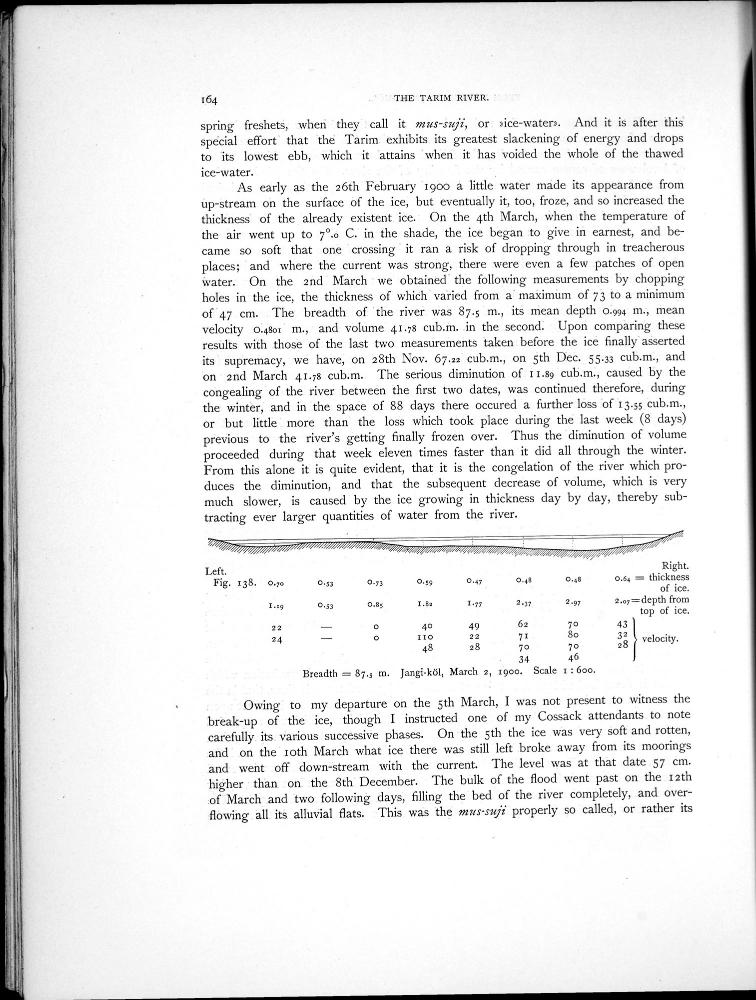 164
THE TARIM RIVER.
spring freshets, when they call it mus-suji, or »ice-water». And it is after this
special effort that the Tarim exhibits its greatest slackening of energy and drops
to its lowest ebb, which it attains when it has voided the whole of the thawed
ice-water.
As early as the 26th February 1900 a little water made its appearance from
up-stream on the surface of the ice, but eventually it, too, froze, and so increased the
thickness of the already existent ice. On the 4th March, when the temperature of
the air went up to 7°.0 C. in the shade, the ice began to give in earnest, and be-
came so soft that one crossing it ran a risk of dropping through in treacherous
places; and where the current was strong, there were even a few patches of open
water. On the 2nd March we obtained the following measurements by chopping
holes in the ice, the thickness of which varied from a maximum of 73 to a minimum
of 47 cm. The breadth of the river was 87.5 m., its mean depth 0.994 m., mean
velocity 0.4801 m., and volume 41.78 cub.m. in the second. Upon comparing these
results with those of the last two measurements taken before the ice finally asserted
its supremacy, we have, on 28th Nov. 67.22 cub.m., on 5th Dec. 55.33 cub.m., and
on 2nd March 41.78 cub.m. The serious diminution of 11.89 cub.m., caused by the
congealing of the river between the first two dates, was continued therefore, during
the winter, and in the space of 88 days there occured a further loss of 13.55 cub.m.,
or but little more than the loss which took place during the last week (8 days)
previous to the river's getting finally frozen over. Thus the diminution of volume
proceeded during that week eleven times faster than it did all through the winter.
From this alone it is quite evident, that it is the congelation of the river which pro-
duces the diminution, and that the subsequent decrease of volume, which is very
much slower, is caused by the ice growing in thickness day by day, thereby sub-
tracting ever larger quantities of water from the river.
Left. Right.
Fig. 138. 0.70 0.53 0.73 0.59 0.47 0.48 0.48 0.64 = thickness
of ice.
1.19 0.53 0.85 1.82 1.77 2.37 2.97 2.07 = depth from
top of ice.
22 — 0 40 49 62 70 43
24 — 0 110 22 71 80 32 velocity.
48 28 70 70 28
34 46
Breadth = 87.5 m. Jangi-köl, March 2, 1900. Scale 1 : 600.
Owing to my departure on the 5th March, I was not present to witness the
break-up of the ice, though I instructed one of my Cossack attendants to note
carefully its various successive phases. On the 5th the ice was very soft and rotten,
and on the 10th March what ice there was still left broke away from its moorings
and went off down-stream with the current. The level was at that date 57 cm.
higher than on the 8th December. The bulk of the flood went past on the 12th
of March and two following days, filling the bed of the river completely, and over-
flowing all its alluvial flats. This was the mus-suji properly so called, or rather its